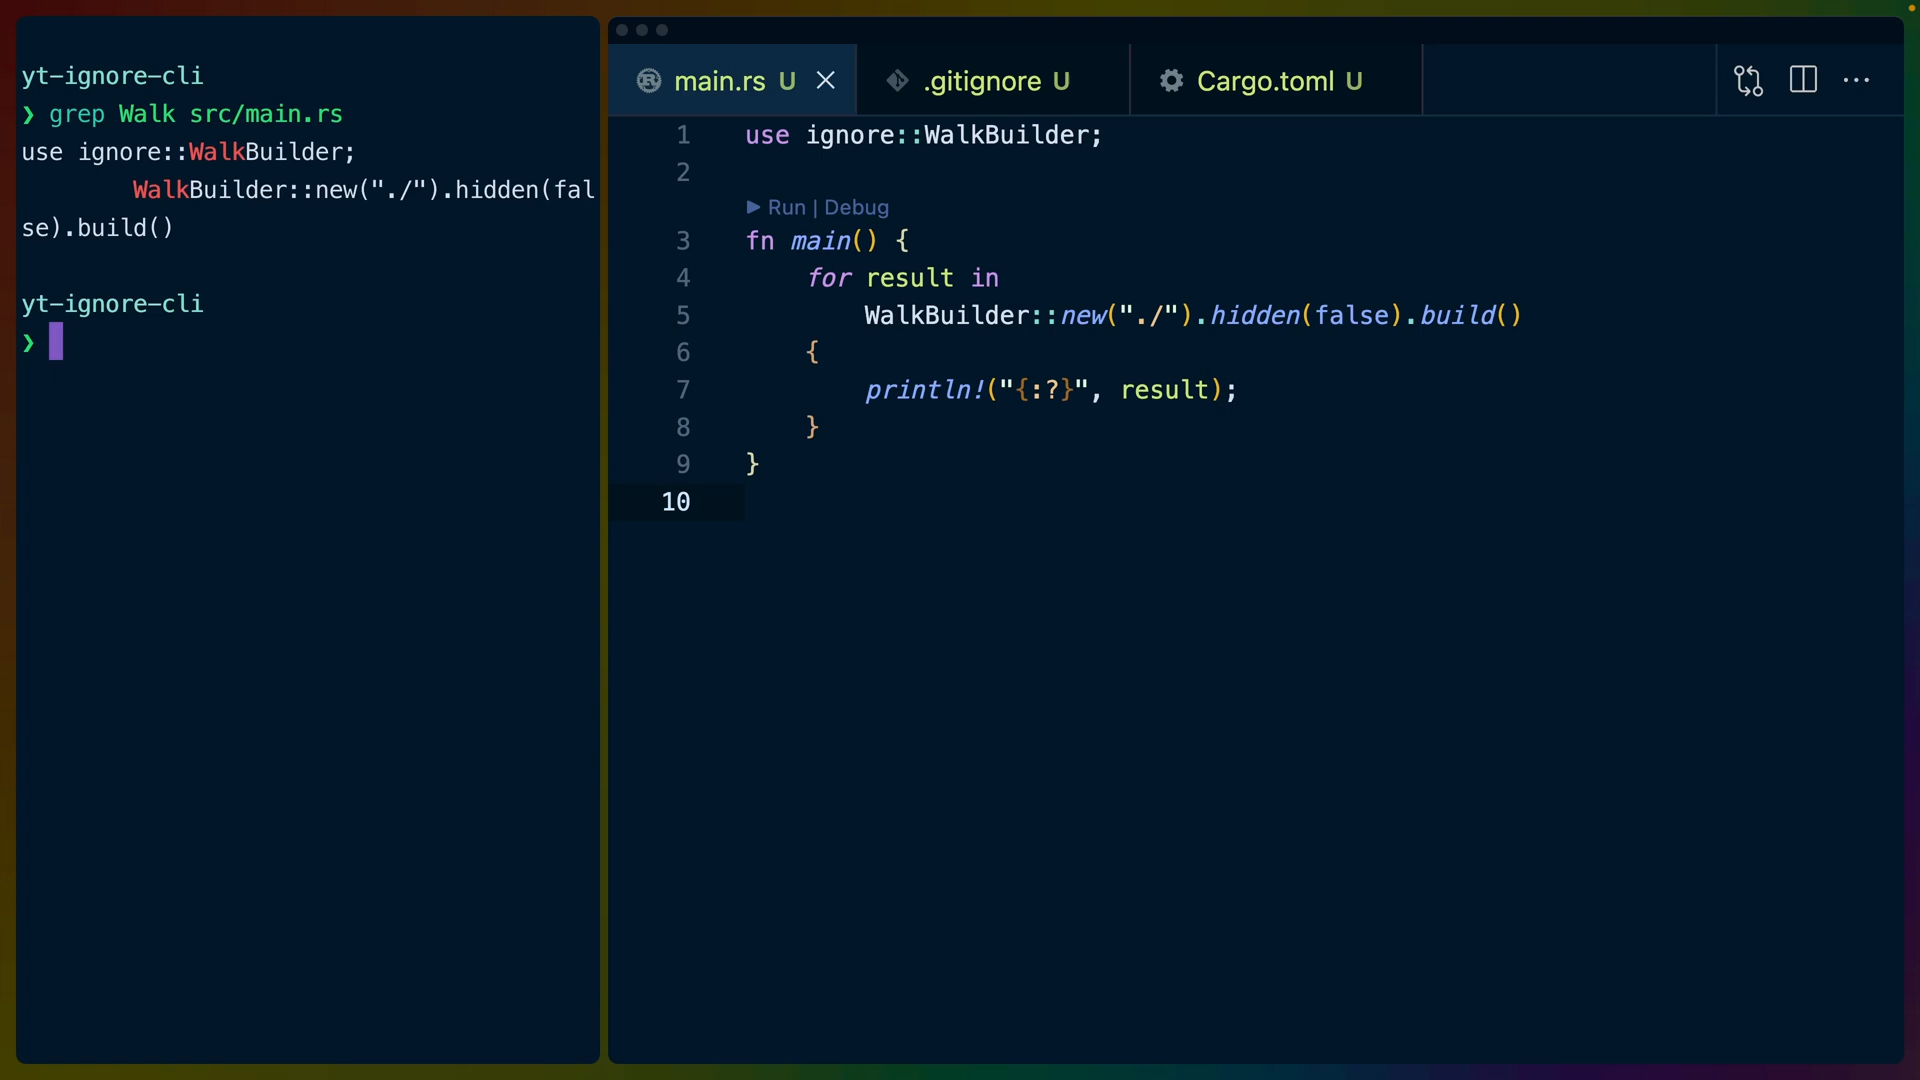 yt-ignore-cli
❯ grep Walk src/main.rs
use ignore::WalkBuilder;
        WalkBuilder::new("./").hidden(fal
se).build()
yt-ignore-cli
❯
main.rs U
.gitignore U
Cargo.toml U
1 use ignore::WalkBuilder;
2
Run | Debug
3 fn main() {
4     for result in
5         WalkBuilder::new("./").hidden(false).build()
6     {
7         println!("{:?}", result);
8     }
9 }
10